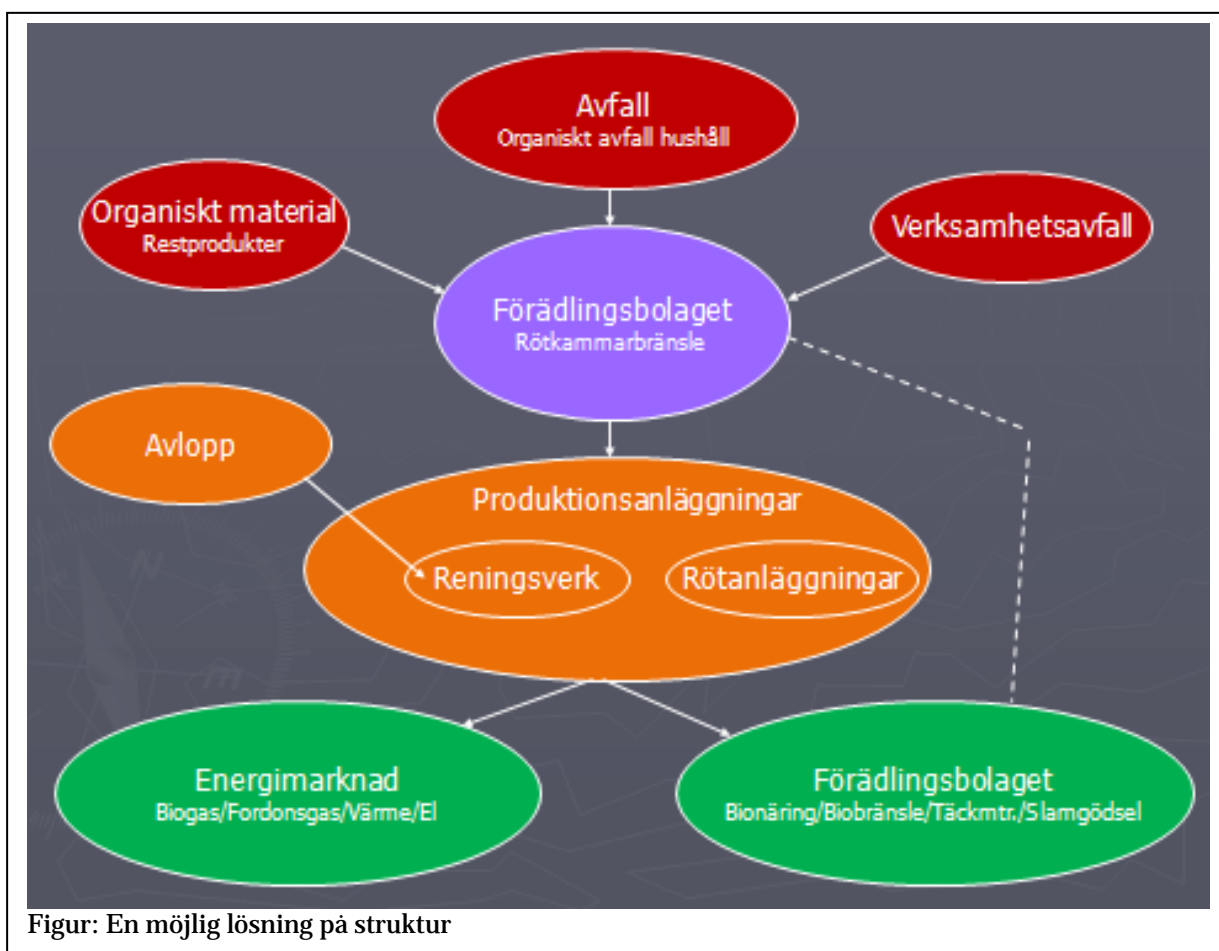 Avfall
Organiskt avfall hushåll
Organiskt material
Restprodukter
Verksamhetsavfall
Förädlingsbolaget
Rötkammarbränsle
Avlopp
Produktionsanläggningar
Reningsverk
Rötanläggningar
Energimarknad
Biogas/Fordonsgas/Värme/El
Förädlingsbolaget
Bionäring/Biobränsle/Täckmtr./Slamgödsel
Figur: En möjlig lösning på struktur